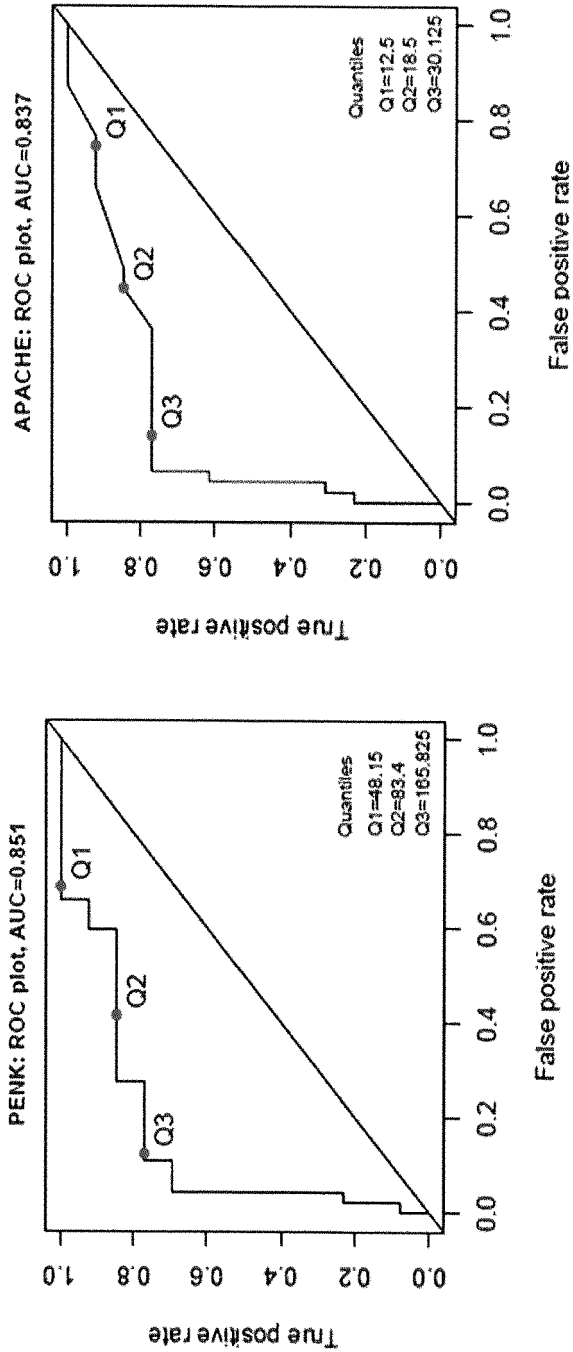 PENK: ROC plot, AUC=0.851
True positive rate
1.0
0.8
0.6
0.4
0.2
0.0
Q1
Q2
Q3
Quantiles
Q1=48.15
Q2=83.4
Q3=165.825
0.0 0.2 0.4 0.6 0.8 1.0
False positive rate
APACHE: ROC plot, AUC=0.837
True positive rate
1.0
0.8
0.6
0.4
0.2
0.0
Q1
Q2
Q3
Quantiles
Q1=12.5
Q2=18.5
Q3=30.125
0.0 0.2 0.4 0.6 0.8 1.0
False positive rate